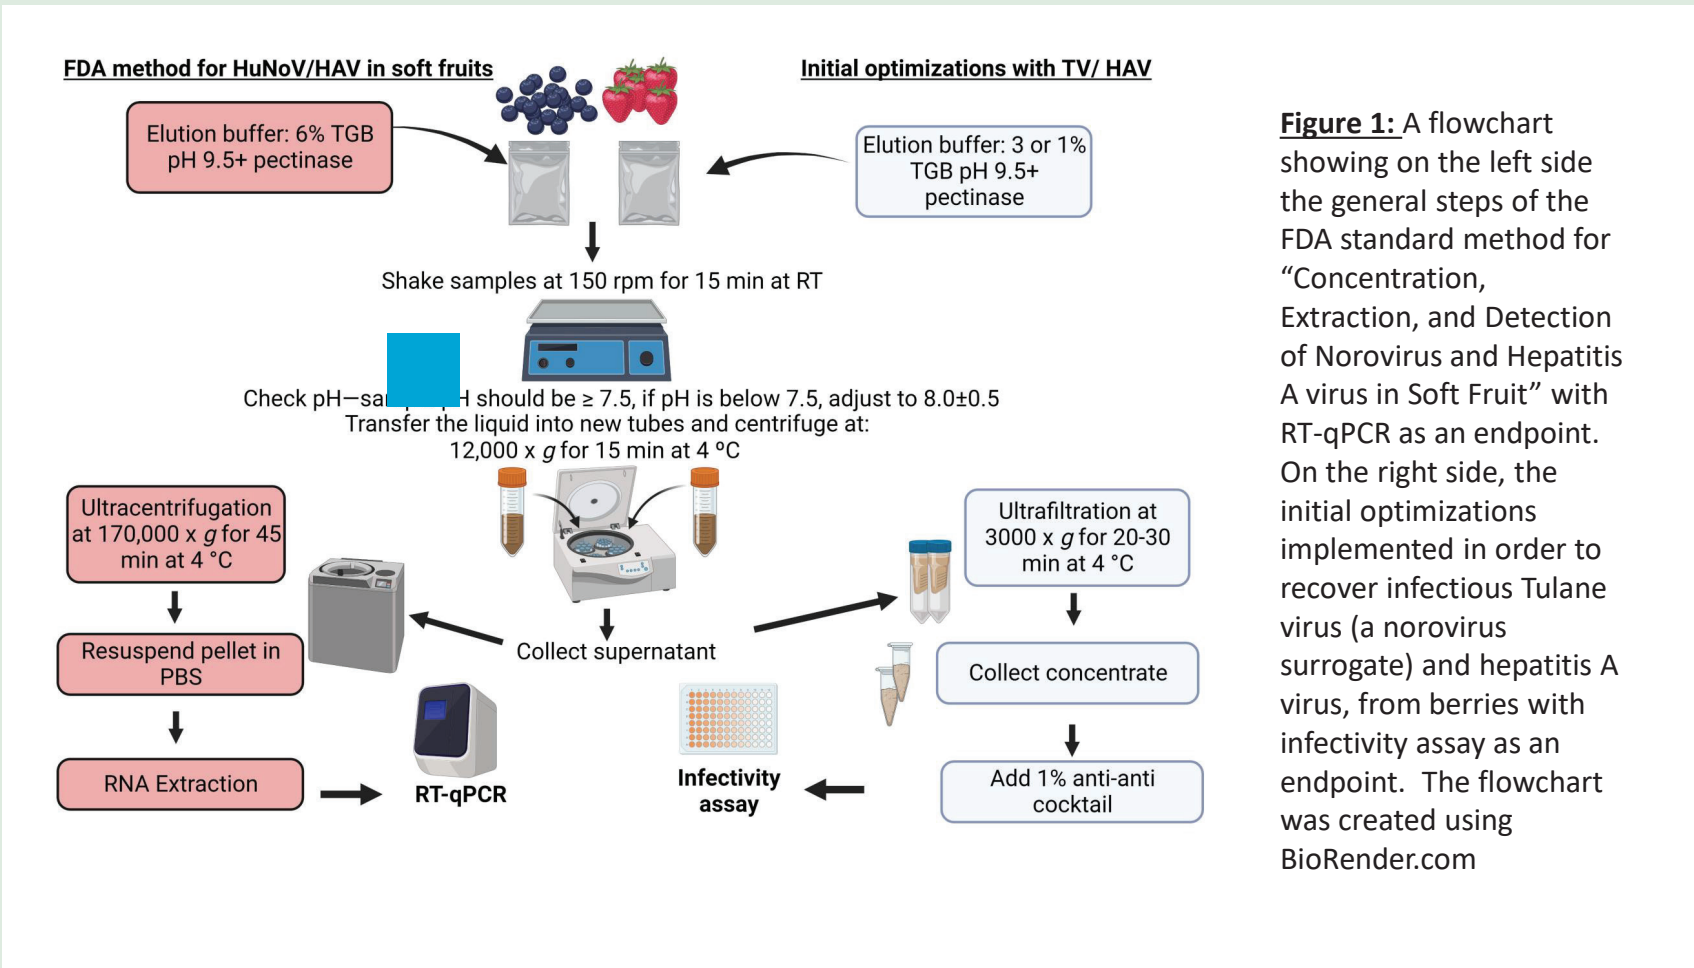 FDA method for HuNoV/HAV in soft fruits
Initial optimizations with TV/ HAV
Elution buffer: 6% TGB
pH 9.5+ pectinase
Elution buffer: 3 or 1%
TGB pH 9.5+
pectinase
Shake samples at 150 rpm for 15 min at RT
Check pH—sa should be ≥ 7.5, if pH is below 7.5, adjust to 8.0±0.5
Transfer the liquid into new tubes and centrifuge at:
12,000 x g for 15 min at 4 ºC
Ultracentrifugation
at 170,000 x g for 45
min at 4 °C
Resuspend pellet in
PBS
RNA Extraction
RT-qPCR
Collect supernatant
Ultrafiltration at
3000 x g for 20-30
min at 4 °C
Collect concentrate
Add 1% anti-anti
cocktail
Infectivity
assay
Figure 1: A flowchart
showing on the left side
the general steps of the
FDA standard method for
“Concentration,
Extraction, and Detection
of Norovirus and Hepatitis
A virus in Soft Fruit” with
RT-qPCR as an endpoint.
On the right side, the
initial optimizations
implemented in order to
recover infectious Tulane
virus (a norovirus
surrogate) and hepatitis A
virus, from berries with
infectivity assay as an
endpoint. The flowchart
was created using
BioRender.com